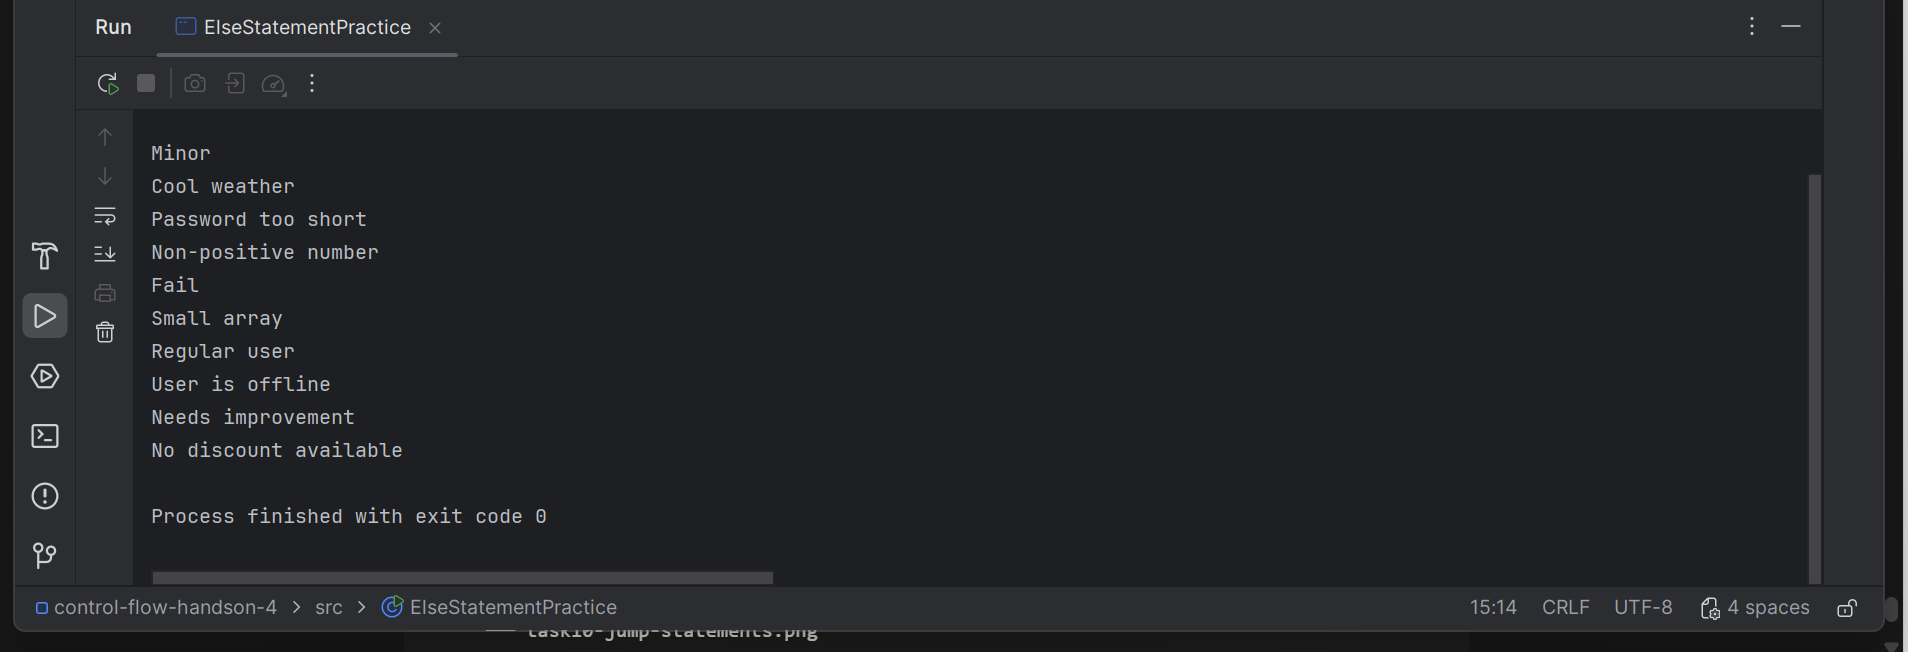 Run ElseStatementPractice
Minor
Cool weather
Password too short
Non-positive number
Fail
Small array
Regular user
User is offline
Needs improvement
No discount available
Process finished with exit code 0
control-flow-handson-4 > src > ElseStatementPractice 15:14 CRLF UTF-8 4 spaces
task10-jump-statements.png